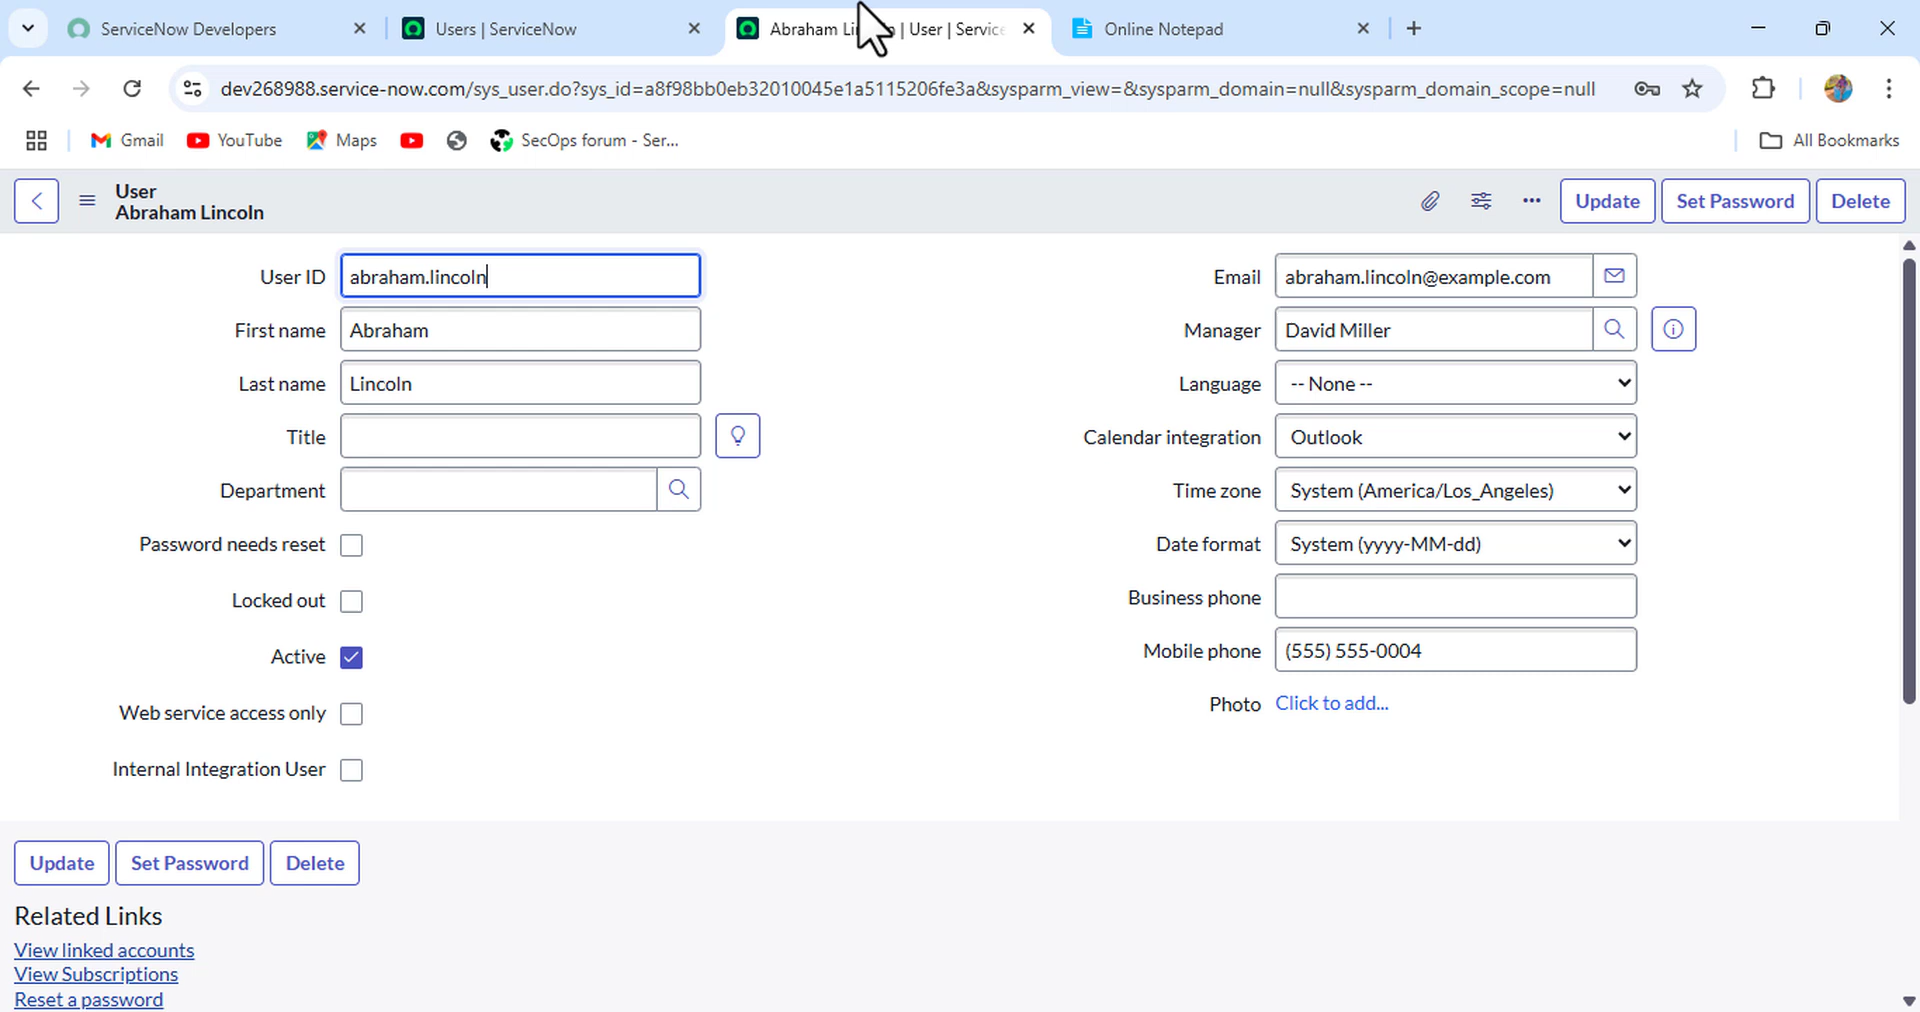 ServiceNow Developers
Users | ServiceNow
Abraham Li | User | Service
Online Notepad
dev268988.service-now.com/sys_user.do?sys_id=a8f98bb0eb32010045e1a5115206fe3a&sysparm_view=&sysparm_domain=null&sysparm_domain_scope=null
Gmail
YouTube
Maps
SecOps forum - Ser...
All Bookmarks
User
Abraham Lincoln
Update
Set Password
Delete
User ID abraham.lincoln
First name Abraham
Last name Lincoln
Title
Department
Password needs reset
Locked out
Active
Web service access only
Internal Integration User
Email abraham.lincoln@example.com
Manager David Miller
Language -- None --
Calendar integration Outlook
Time zone System (America/Los_Angeles)
Date format System (yyyy-MM-dd)
Business phone
Mobile phone (555) 555-0004
Photo Click to add...
Update
Set Password
Delete
Related Links
View linked accounts
View Subscriptions
Reset a password